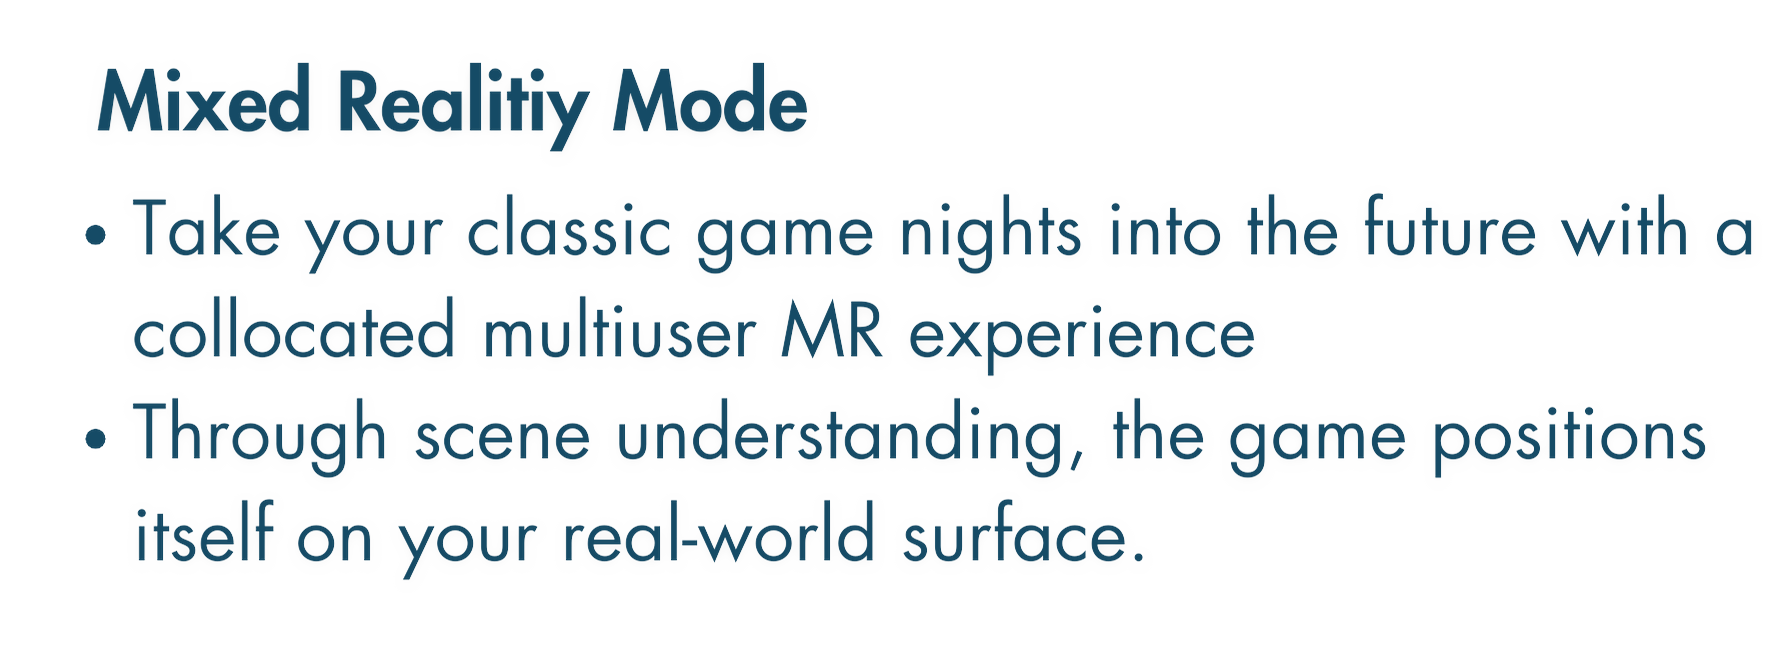 Mixed Realitiy Mode
• Take your classic game nights into the future with a
collocated multiuser MR experience
• Through scene understanding, the game positions
itself on your real-world surface.